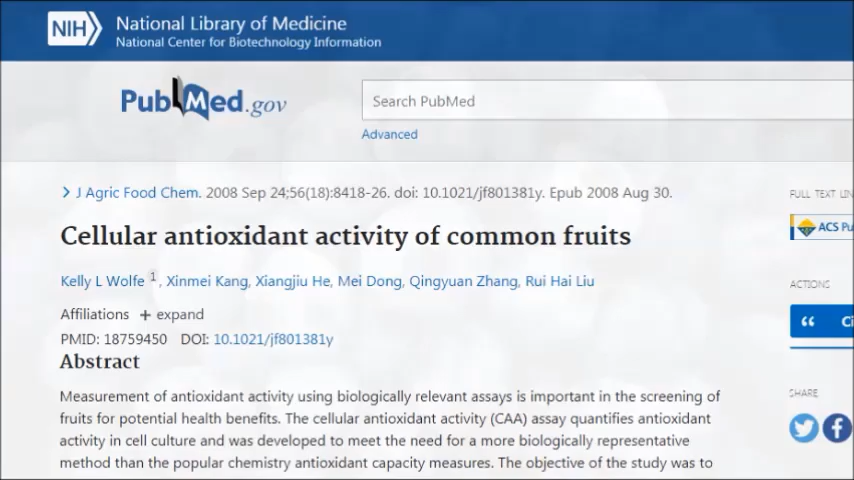 NIH National Library of Medicine
National Center for Biotechnology Information
PubMed.gov
Search PubMed
Advanced
J Agric Food Chem. 2008 Sep 24;56(18):8418-26. doi: 10.1021/jf801381y. Epub 2008 Aug 30.
FULL TEXT LIN
ACS Pu
Cellular antioxidant activity of common fruits
Kelly L Wolfe 1, Xinmei Kang, Xiangjiu He, Mei Dong, Qingyuan Zhang, Rui Hai Liu
ACTIONS
Affiliations + expand
Ci
PMID: 18759450 DOI: 10.1021/jf801381y
Abstract
SHARE
Measurement of antioxidant activity using biologically relevant assays is important in the screening of
fruits for potential health benefits. The cellular antioxidant activity (CAA) assay quantifies antioxidant
activity in cell culture and was developed to meet the need for a more biologically representative
method than the popular chemistry antioxidant capacity measures. The objective of the study was to